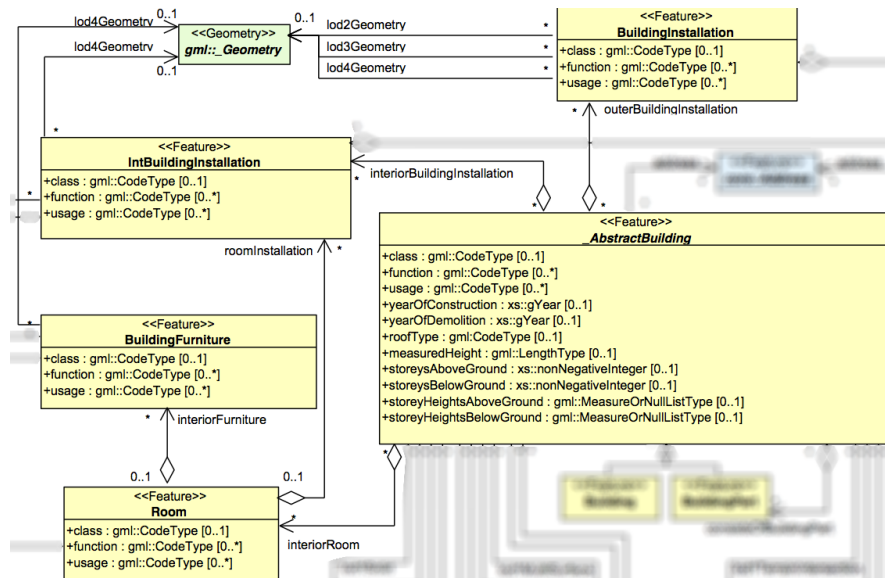 lod4Geometry
0..1
<<Geometry>>
gml::_Geometry
0..1
lod4Geometry
0..1
lod2Geometry
*
lod3Geometry
*
lod4Geometry
*
<<Feature>>
BuildingInstallation
+class : gml::CodeType [0..1]
+function : gml::CodeType [0..*]
+usage : gml::CodeType [0..*]
*
outerBuildingInstallation
*
<<Feature>>
IntBuildingInstallation
+class : gml::CodeType [0..1]
+function : gml::CodeType [0..*]
+usage : gml::CodeType [0..*]
*
*
interiorBuildingInstallation
*
*
roomInstallation
*
<<Feature>>
_AbstractBuilding
+class : gml::CodeType [0..1]
+function : gml::CodeType [0..*]
+usage : gml::CodeType [0..*]
+yearOfConstruction : xs::gYear [0..1]
+yearOfDemolition : xs::gYear [0..1]
+roofType : gml:CodeType [0..1]
+measuredHeight : gml::LengthType [0..1]
+storeysAboveGround : xs::nonNegativeInteger [0..1]
+storeysBelowGround : xs::nonNegativeInteger [0..1]
+storeyHeightsAboveGround : gml::MeasureOrNullListType [0..1]
+storeyHeightsBelowGround : gml::MeasureOrNullListType [0..1]
*
<<Feature>>
BuildingFurniture
+class : gml::CodeType [0..1]
+function : gml::CodeType [0..*]
+usage : gml::CodeType [0..*]
*
interiorFurniture
*
0..1
0..1
<<Feature>>
Room
+class : gml::CodeType [0..1]
+function : gml::CodeType [0..*]
+usage : gml::CodeType [0..*]
*
interiorRoom
Building
BuildingPart